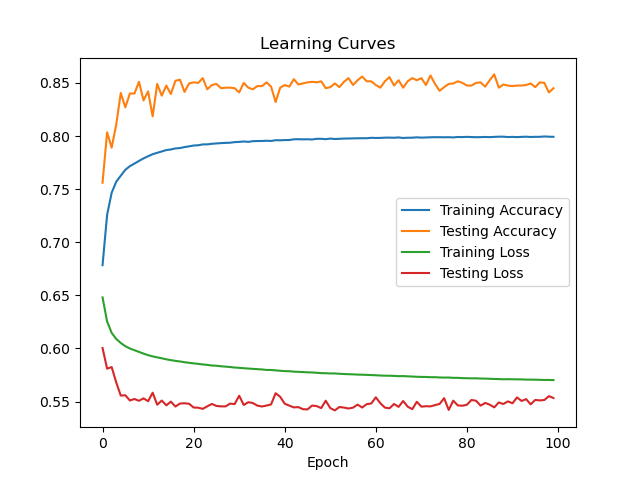 Learning Curves
0.85
0.80
0.75
0.70
0.65
0.60
0.55
Training Accuracy
Testing Accuracy
Training Loss
Testing Loss
0 20 40 60 80 100
Epoch